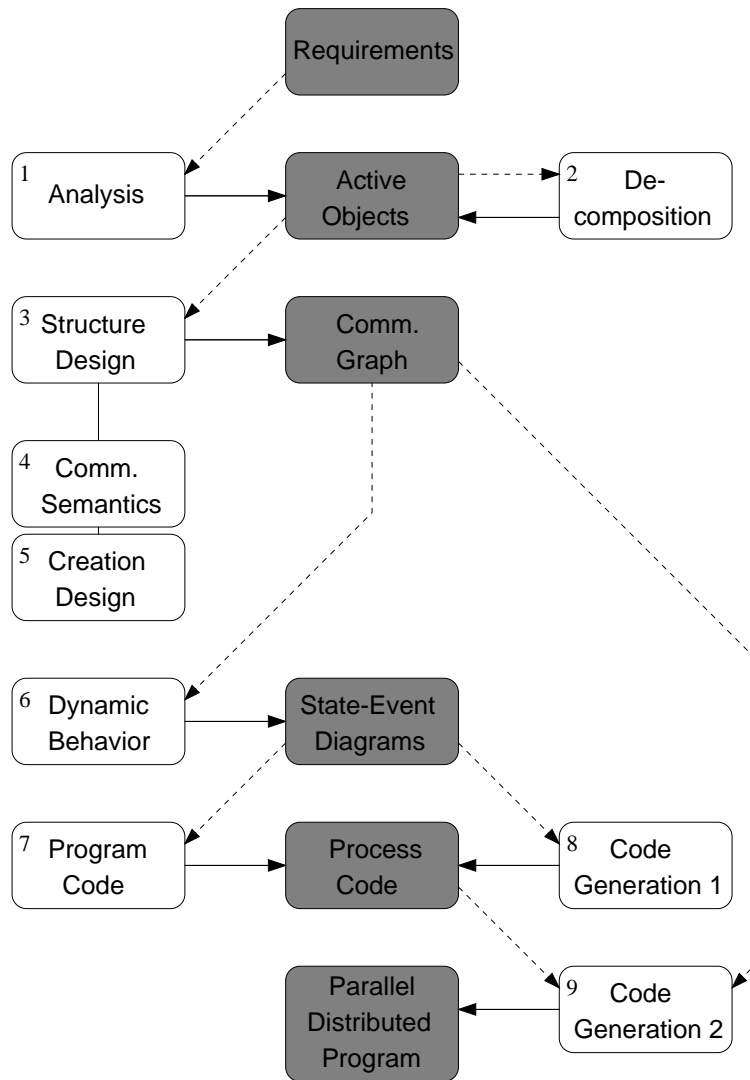 Requirements
1
Analysis
Active
Objects
2
De-
composition
3
Structure
Design
Comm.
Graph
4
Comm.
Semantics
5
Creation
Design
6
Dynamic
Behavior
State-Event
Diagrams
7
Program
Code
Process
Code
8
Code
Generation 1
Parallel
Distributed
Program
9
Code
Generation 2